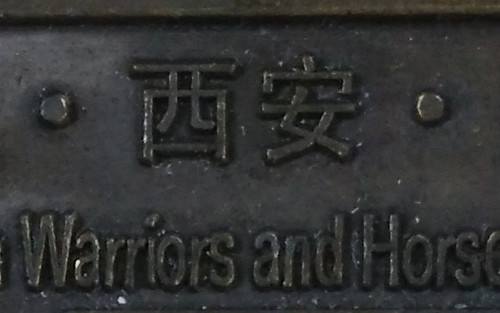 ·西安·
Warriors and Horse